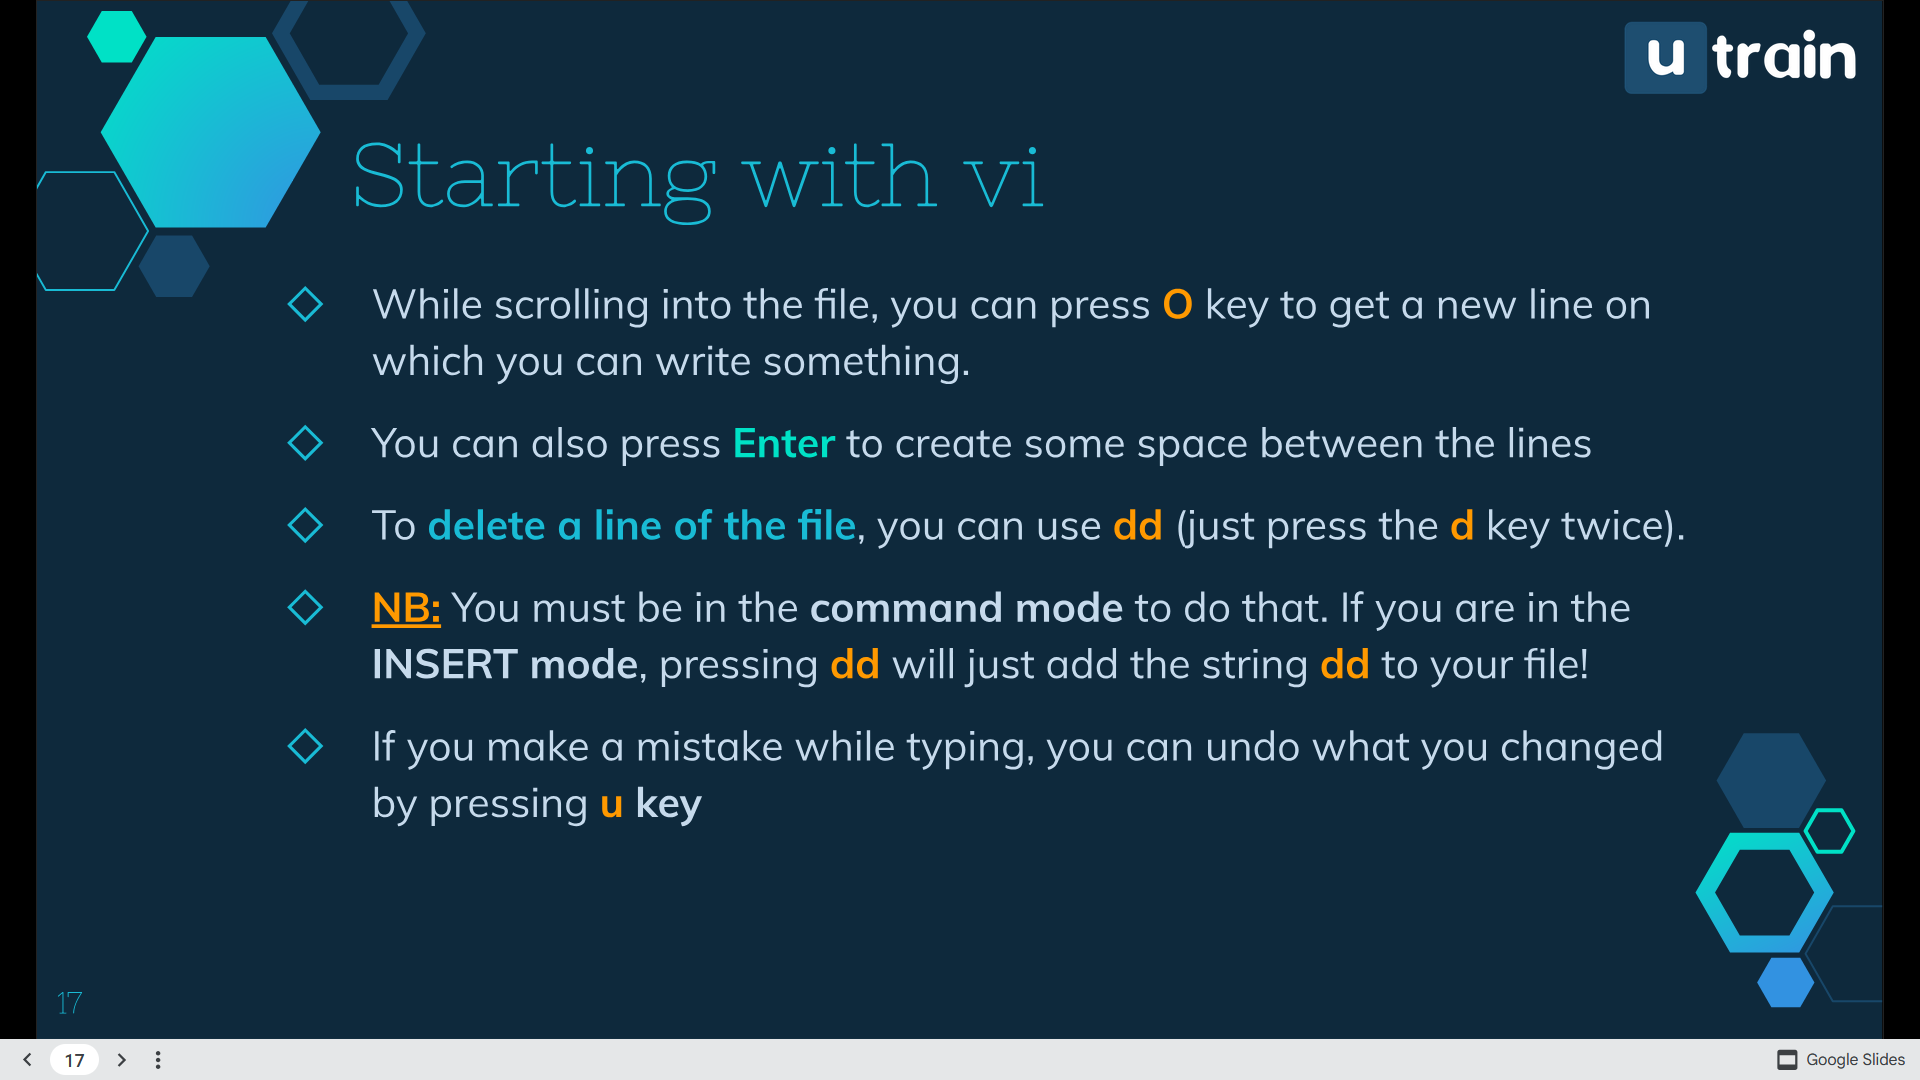 u train
Starting with vi
While scrolling into the file, you can press O key to get a new line on
which you can write something.
You can also press Enter to create some space between the lines
To delete a line of the file, you can use dd (just press the d key twice).
NB: You must be in the command mode to do that. If you are in the
INSERT mode, pressing dd will just add the string dd to your file!
If you make a mistake while typing, you can undo what you changed
by pressing u key
17
17
Google Slides